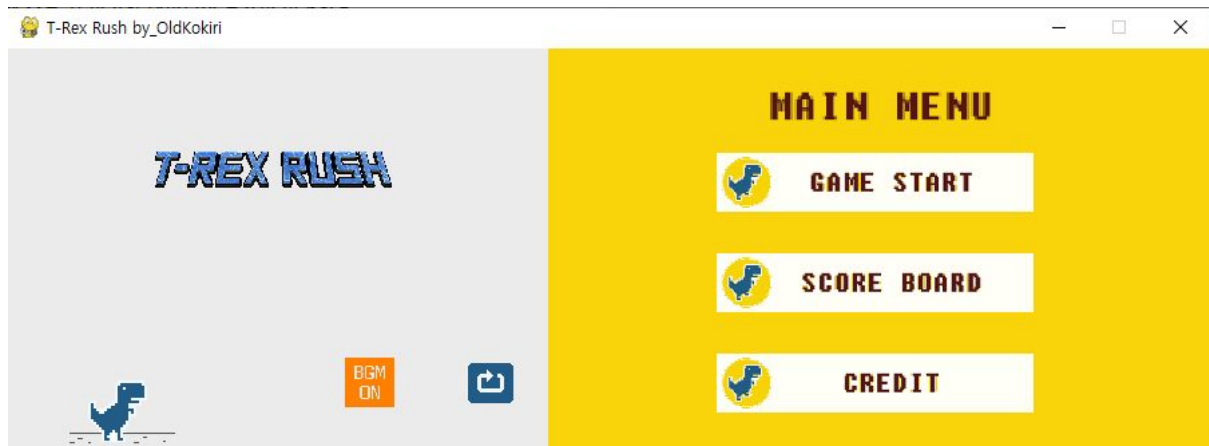 T-Rex Rush by_OldKokiri
T-REX RUSH
BGM
ON
MAIN MENU
GAME START
SCORE BOARD
CREDIT